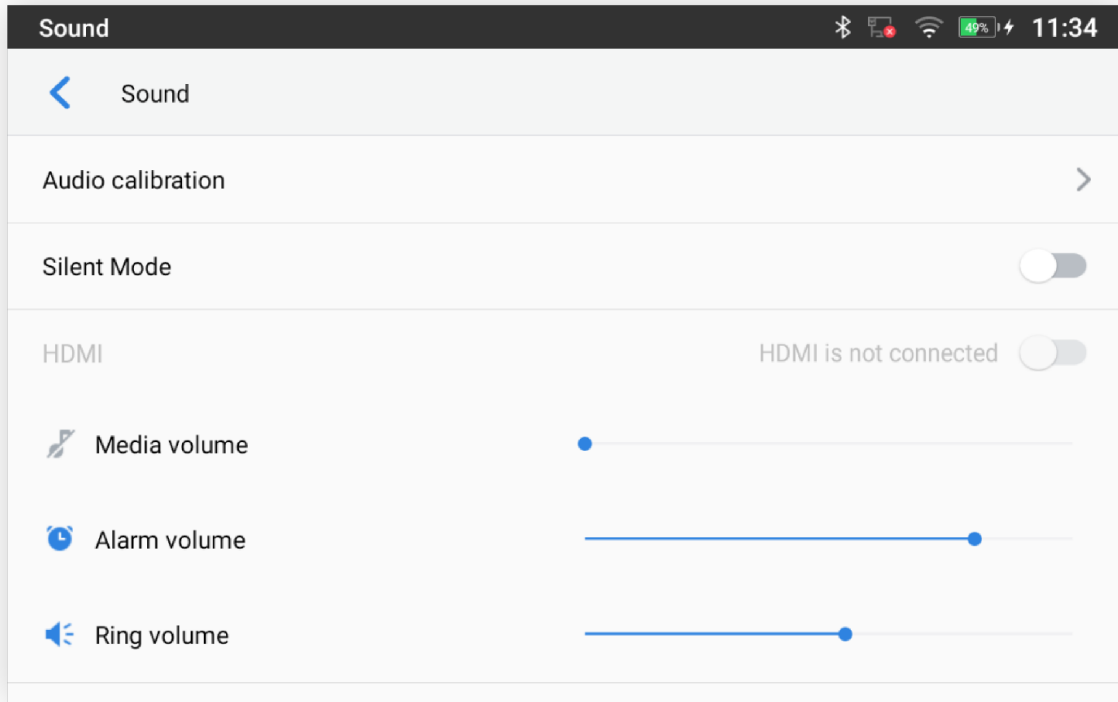 Sound 49% 11:34
Sound
Audio calibration
Silent Mode
HDMI HDMI is not connected
Media volume
Alarm volume
Ring volume